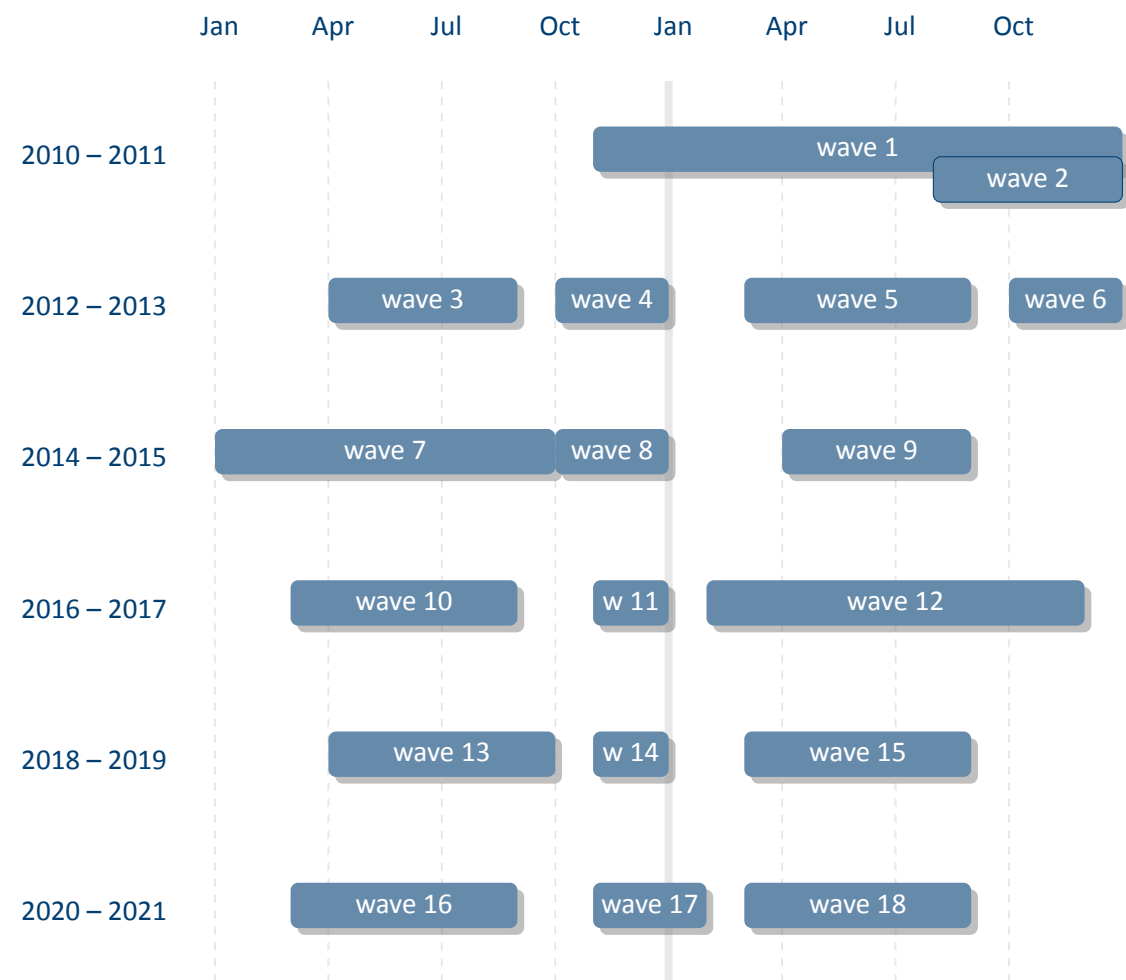 Jan Apr Jul Oct Jan Apr Jul Oct
2010 – 2011 wave 1
wave 2
2012 – 2013 wave 3 wave 4 wave 5 wave 6
2014 – 2015 wave 7 wave 8 wave 9
2016 – 2017 wave 10 w 11 wave 12
2018 – 2019 wave 13 w 14 wave 15
2020 – 2021 wave 16 wave 17 wave 18